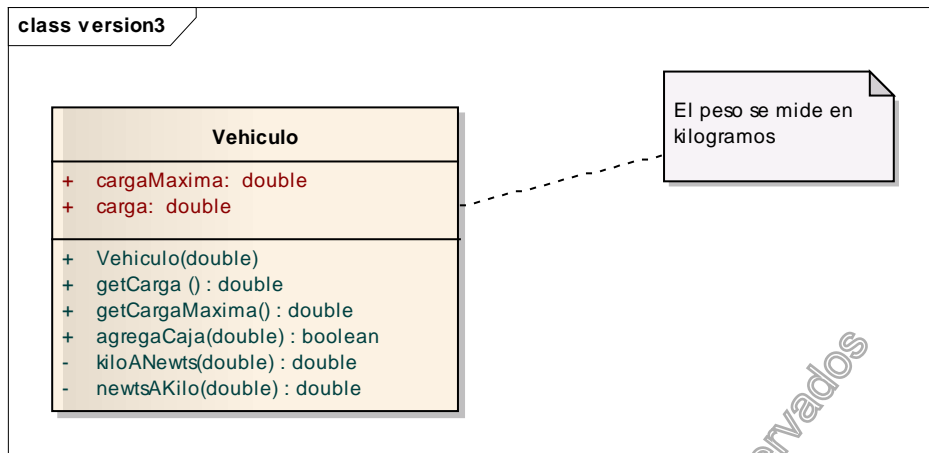 class version3
Vehiculo
+ cargaMaxima: double
+ carga: double
+ Vehiculo(double)
+ getCarga () : double
+ getCargaMaxima() : double
+ agregaCaja(double) : boolean
- kiloANewts(double) : double
- newtsAKilo(double) : double
El peso se mide en
kilogramos